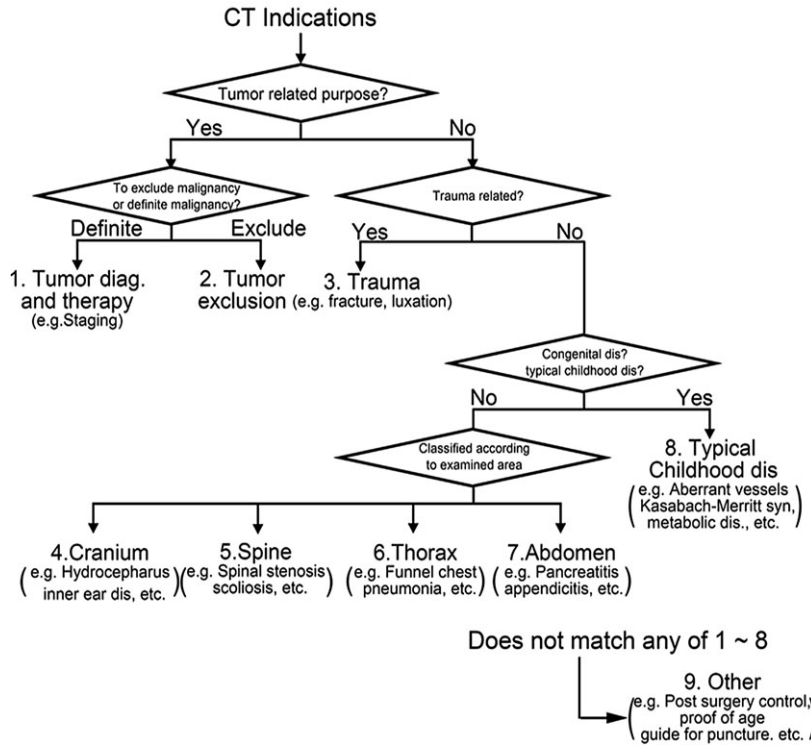 CT Indications
Tumor related purpose?
Yes
No
To exclude malignancy
or definite malignancy?
Trauma related?
Definite
Exclude
Yes
No
1. Tumor diag.
and therapy
(e.g.Staging)
2. Tumor
exclusion
3. Trauma
(e.g. fracture, luxation)
Congenital dis?
typical childhood dis?
No
Yes
Classified according
to examined area
8. Typical
Childhood dis
(e.g. Aberrant vessels
Kasabach-Merritt syn,
metabolic dis., etc.)
4.Cranium
(e.g. Hydrocepharus
inner ear dis, etc.)
5.Spine
(e.g. Spinal stenosis
scoliosis, etc.)
6.Thorax
(e.g. Funnel chest
pneumonia, etc.)
7.Abdomen
(e.g. Pancreatitis
appendicitis, etc.)
Does not match any of 1 ~ 8
9. Other
(e.g. Post surgery control,
proof of age
guide for puncture. etc.